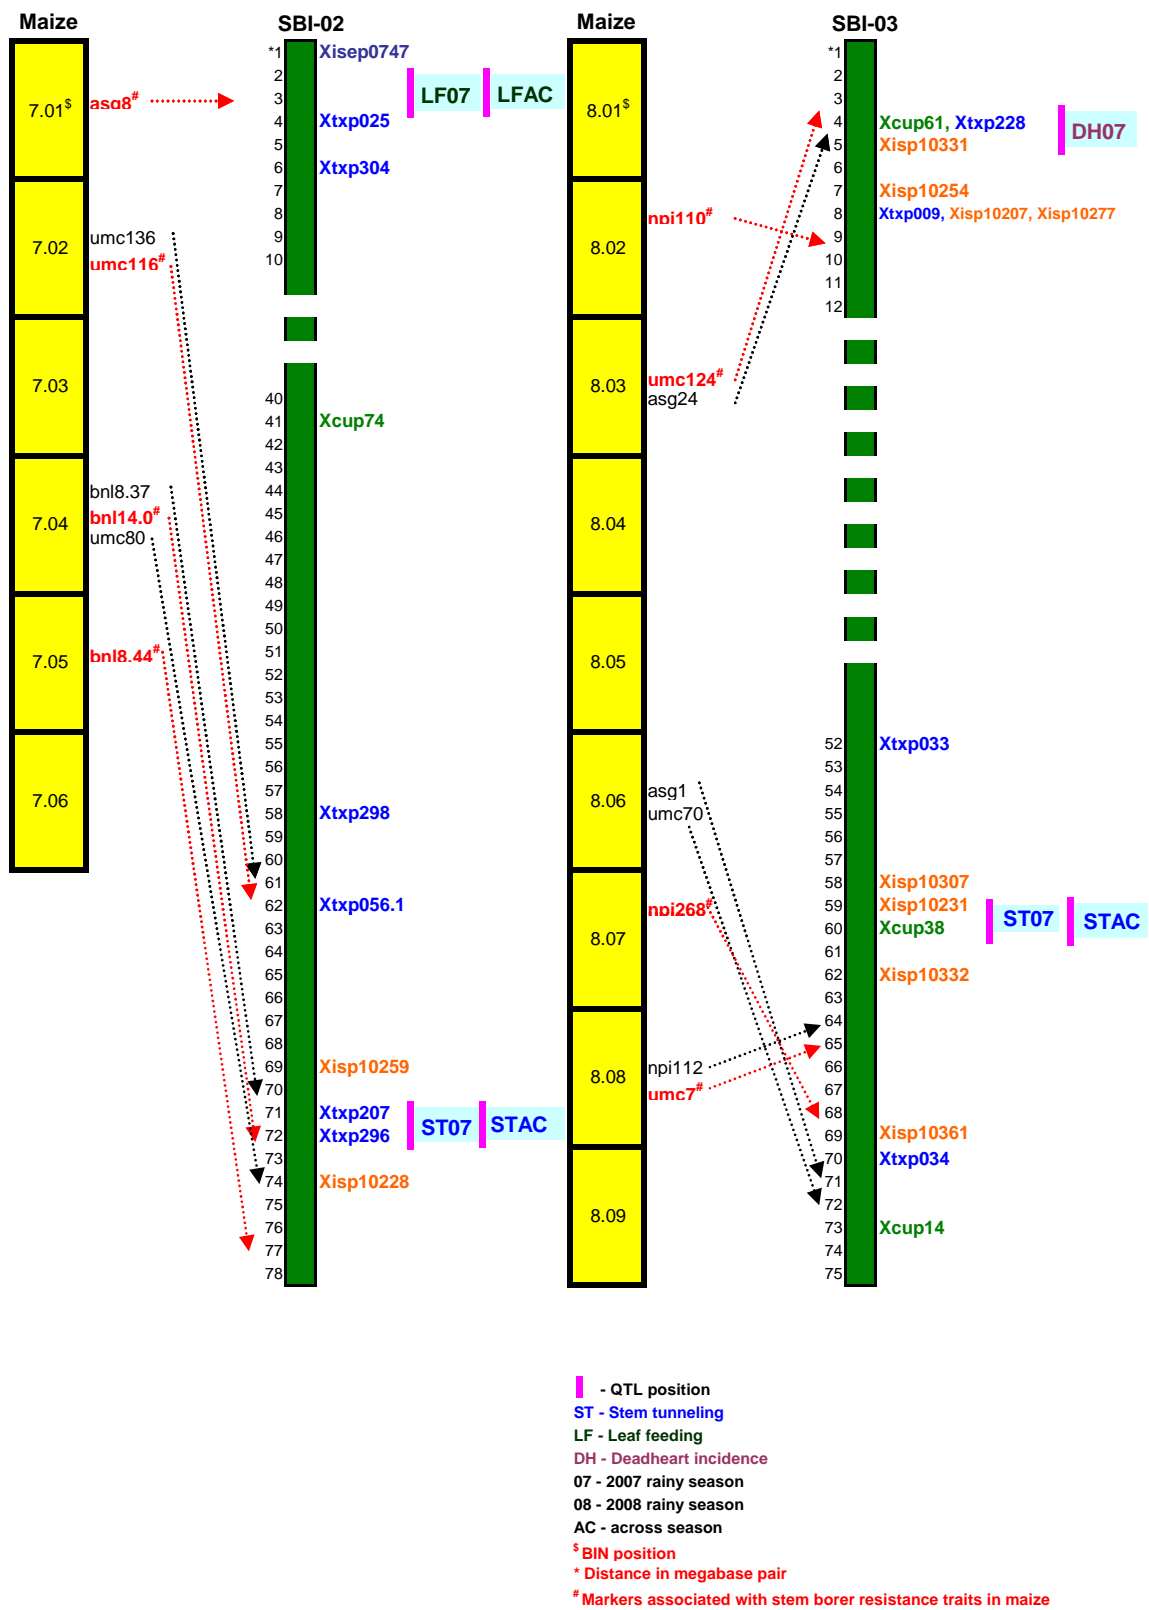 Maize SBI-02 Maize SBI-03
*1 Xisep0747
2
3
4 Xtxp025
5
6 Xtxp304
7
8
9
10
40
41 Xcup74
42
43
44
45
46
47
48
49
50
51
52
53
54
55
56
57
58 Xtxp298
59
60
61
62 Xtxp056.1
63
64
65
66
67
68
69 Xisp10259
70
71 Xtxp207
72 Xtxp296
73
74 Xisp10228
75
76
77
78
LF07 LFAC
ST07 STAC
7.01$
7.02
7.03
7.04
7.05
7.06
asg8#
umc136
umc116#
bnl8.37
bnl14.0#
umc80
bnl8.44#
8.01$
8.02
8.03
8.04
8.05
8.06
8.07
8.08
8.09
npi110#
umc124#
asg24
asg1
umc70
npi268#
npi112
umc7#
*1
2
3
4 Xcup61, Xtxp228
5 Xisp10331
6
7 Xisp10254
8 Xtxp009, Xisp10207, Xisp10277
9
10
11
12
52 Xtxp033
53
54
55
56
57
58 Xisp10307
59 Xisp10231
60 Xcup38
61
62 Xisp10332
63
64
65
66
67
68
69 Xisp10361
70 Xtxp034
71
72
73 Xcup14
74
75
DH07
ST07 STAC
- QTL position
ST - Stem tunneling
LF - Leaf feeding
DH - Deadheart incidence
07 - 2007 rainy season
08 - 2008 rainy season
AC - across season
$ BIN position
* Distance in megabase pair
# Markers associated with stem borer resistance traits in maize